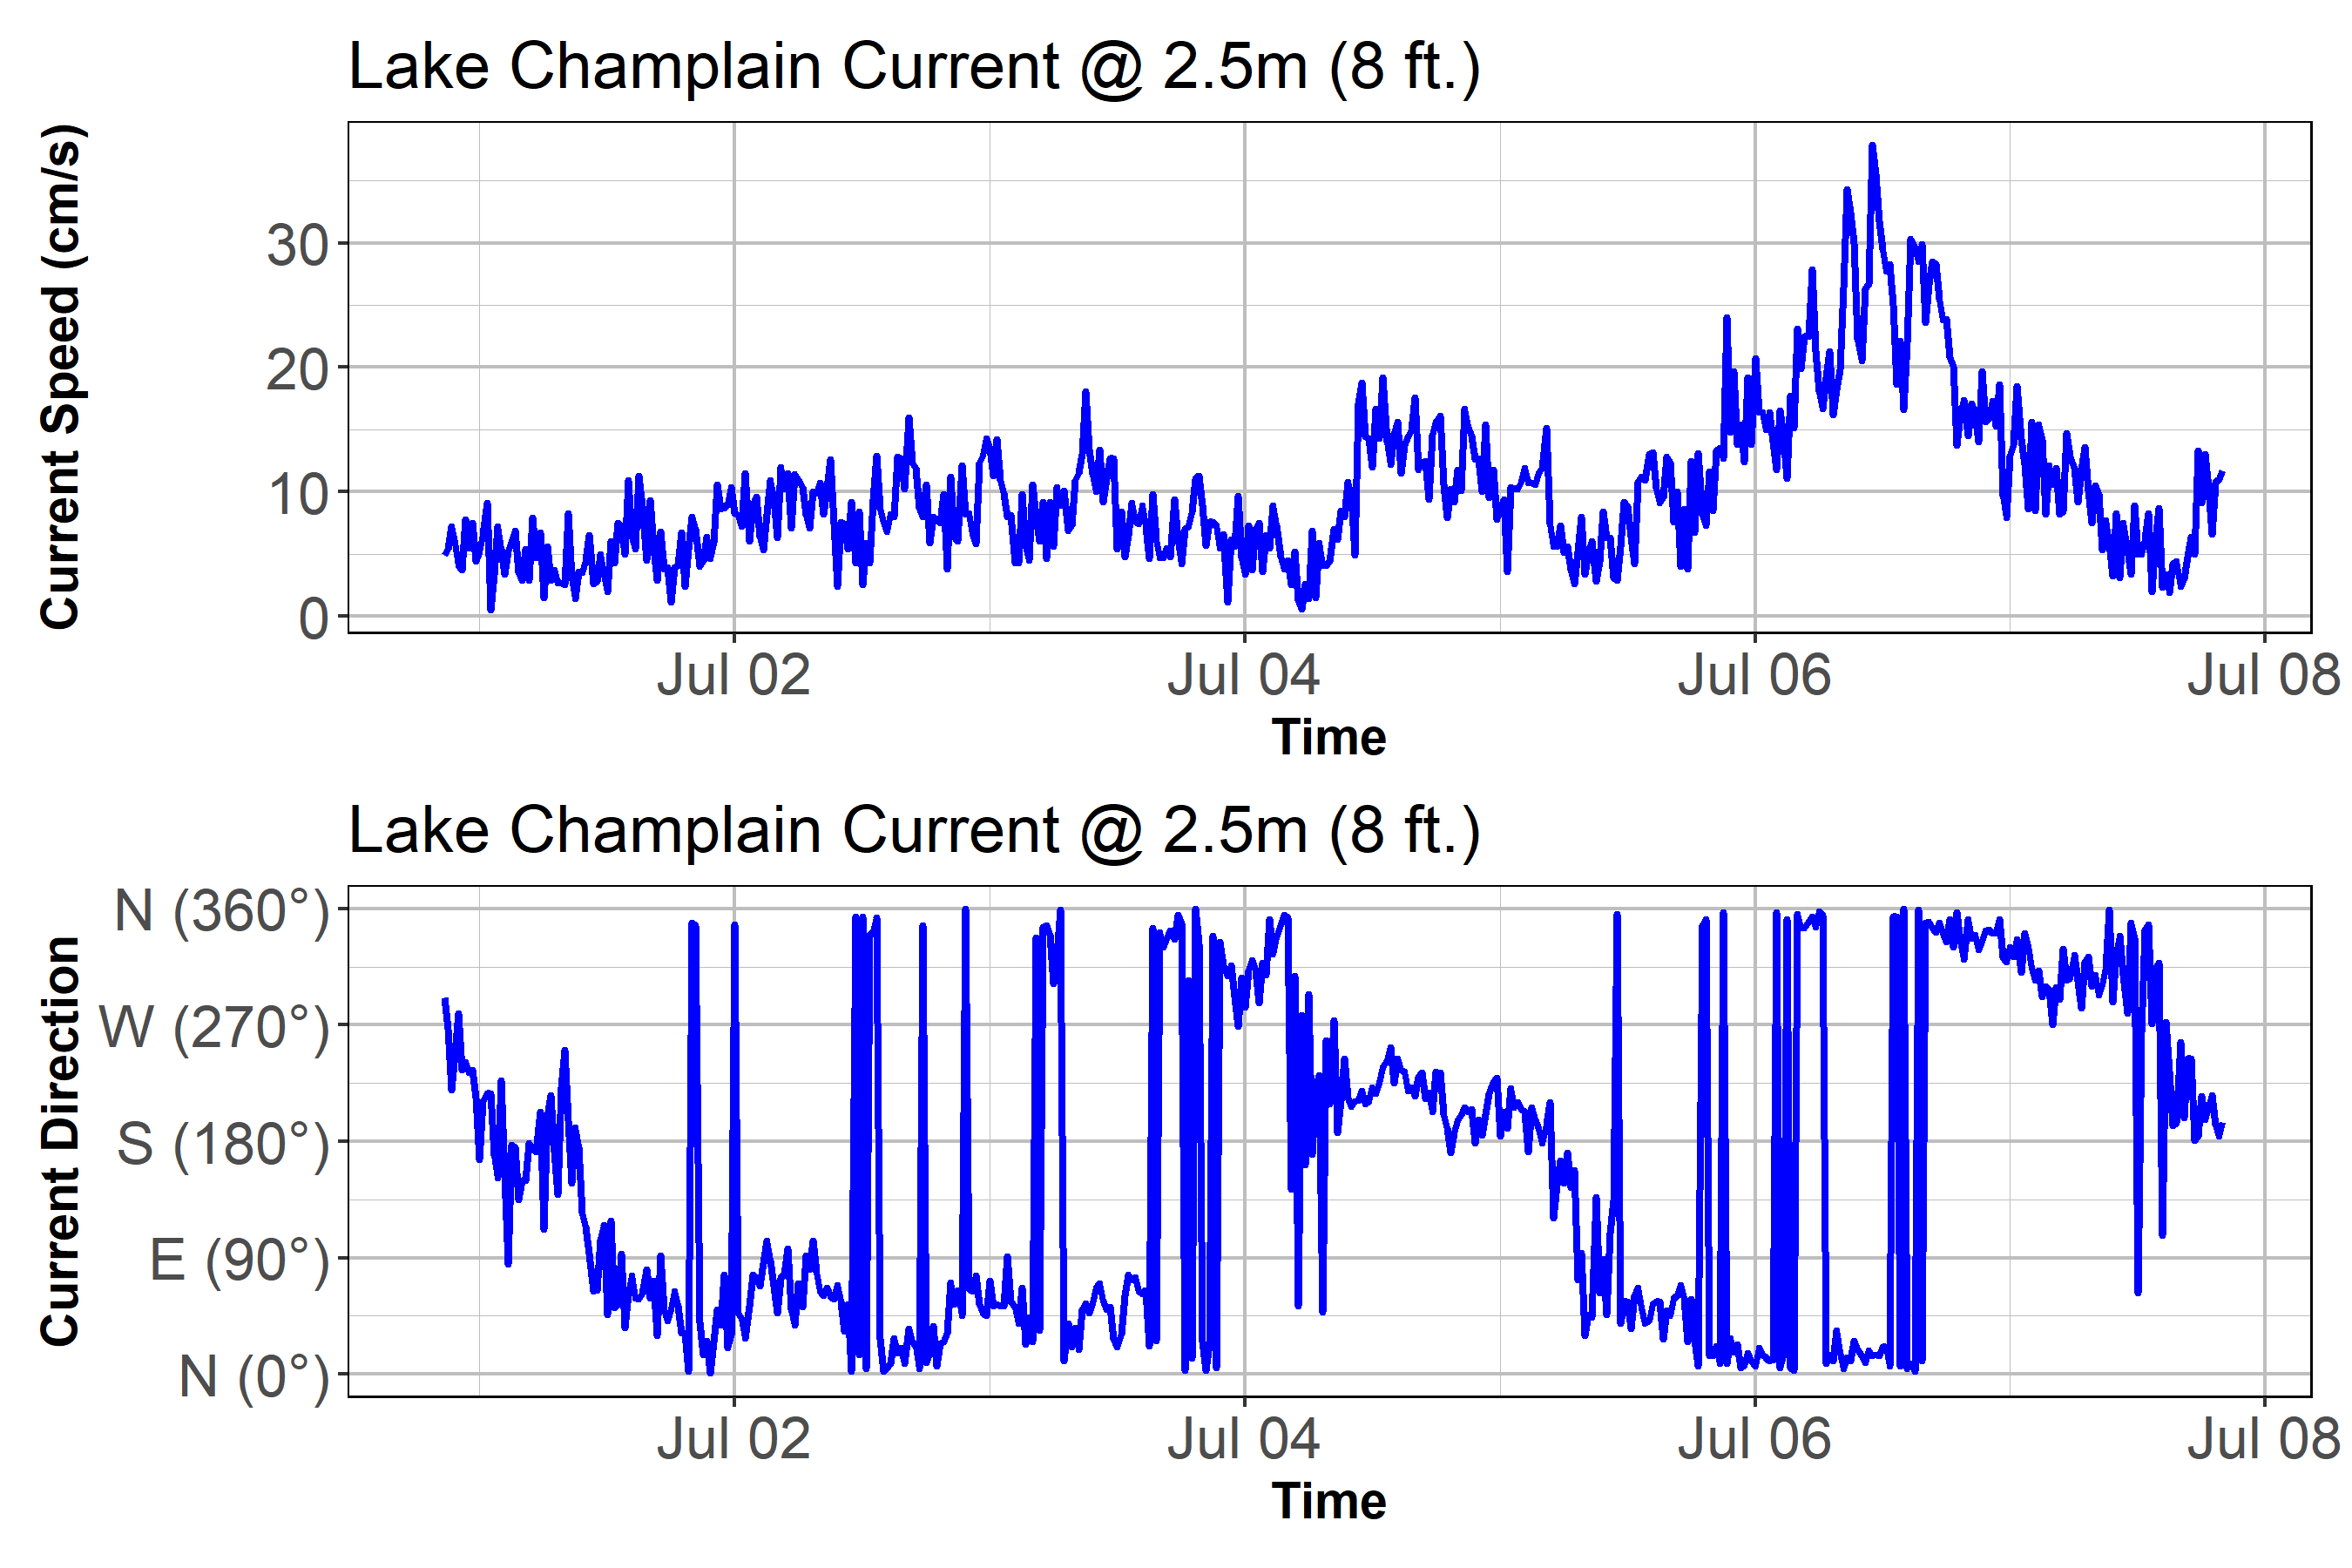 Lake Champlain Current @ 2.5m (8 ft.)
Current Speed (cm/s)
30
20
10
0
Jul 02 Jul 04 Jul 06 Jul 08
Time
Lake Champlain Current @ 2.5m (8 ft.)
Current Direction
N (360°)
W (270°)
S (180°)
E (90°)
N (0°)
Jul 02 Jul 04 Jul 06 Jul 08
Time